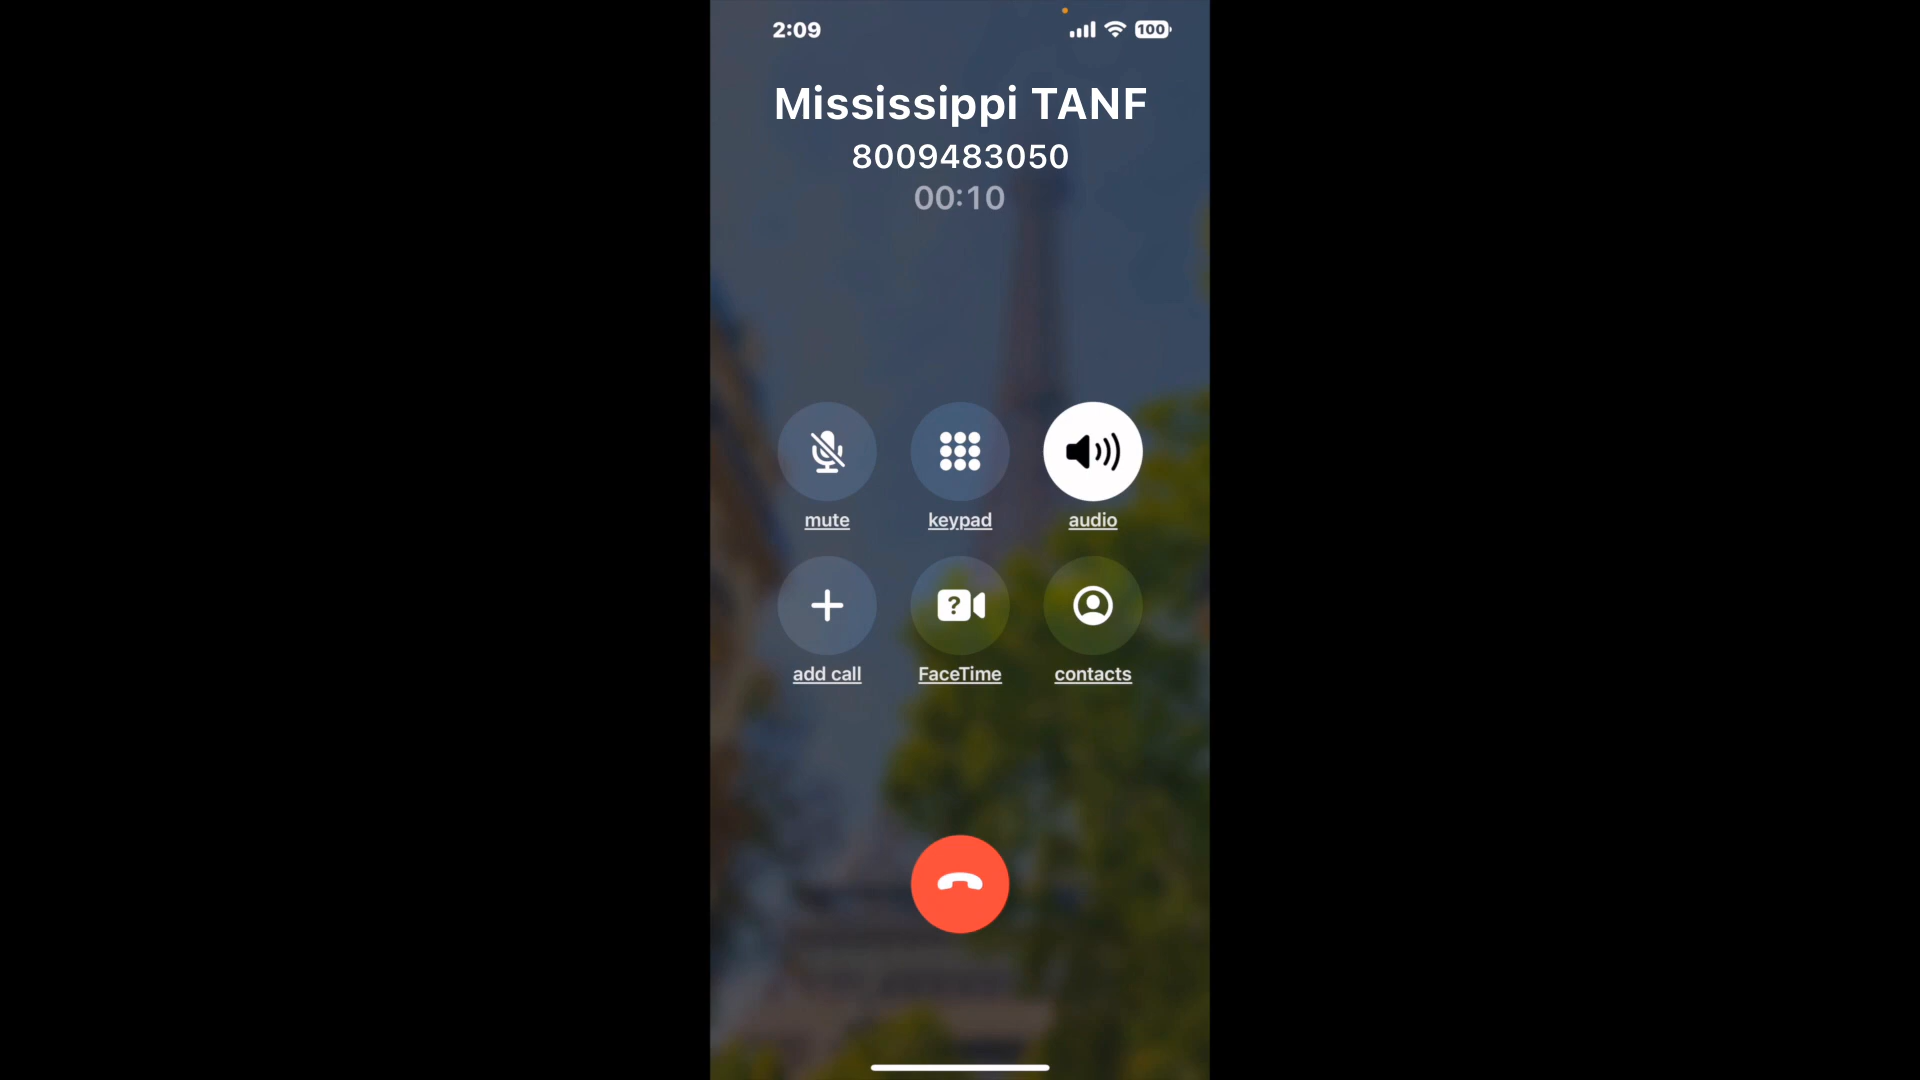 2:09
100
Mississippi TANF
8009483050
00:10
mute
keypad
audio
?
add call
FaceTime
contacts